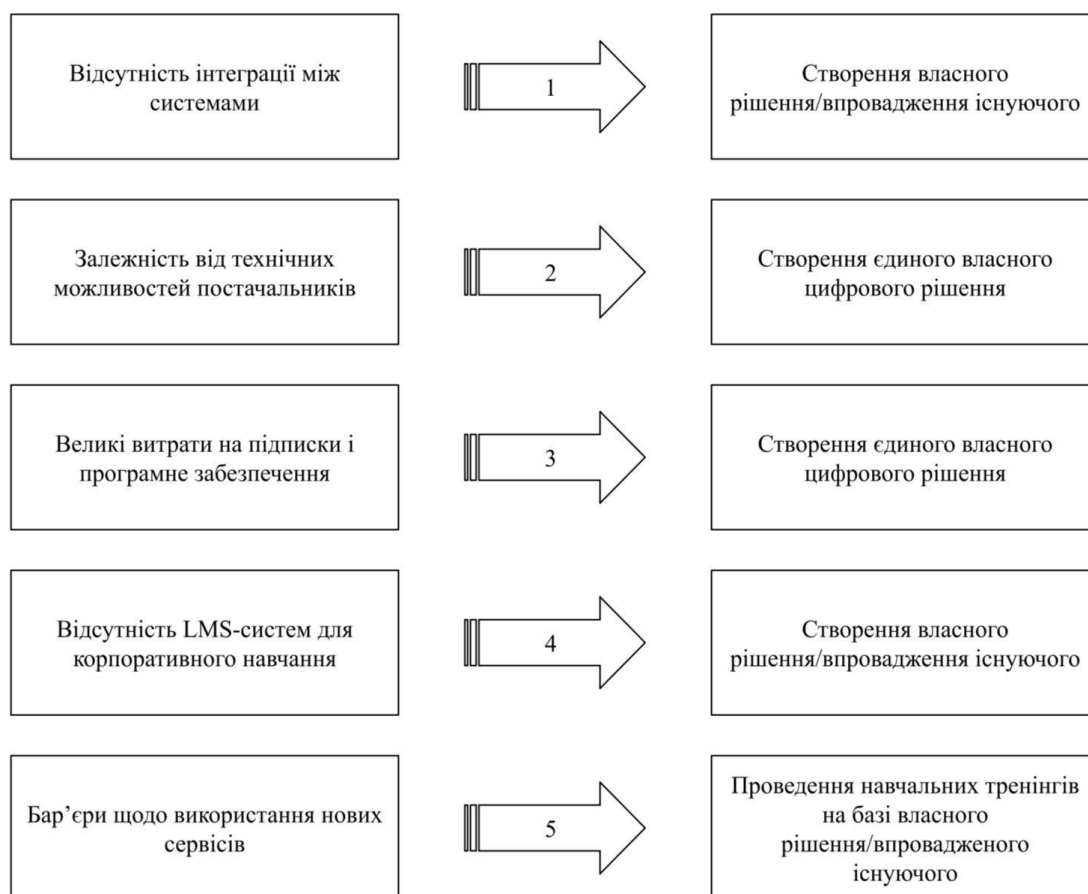 Відсутність інтеграції між
системами
1
Створення власного
рішення/впровадження існуючого
Залежність від технічних
можливостей постачальників
2
Створення єдиного власного
цифрового рішення
Великі витрати на підписки і
програмне забезпечення
3
Створення єдиного власного
цифрового рішення
Відсутність LMS-систем для
корпоративного навчання
4
Створення власного
рішення/впровадження існуючого
Бар’єри щодо використання нових
сервісів
5
Проведення навчальних тренінгів
на базі власного
рішення/впровадженого
існуючого